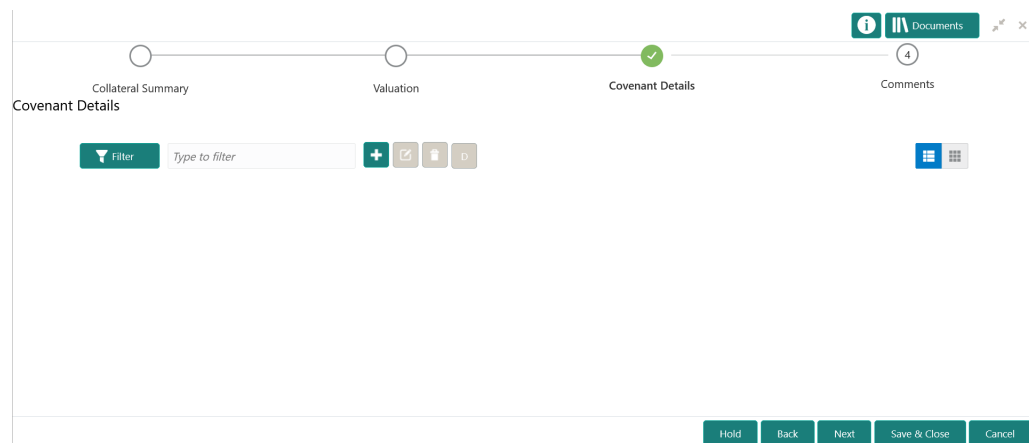 i Documents
4
Collateral Summary Valuation Covenant Details Comments
Covenant Details
Filter Type to filter D
Hold Back Next Save & Close Cancel